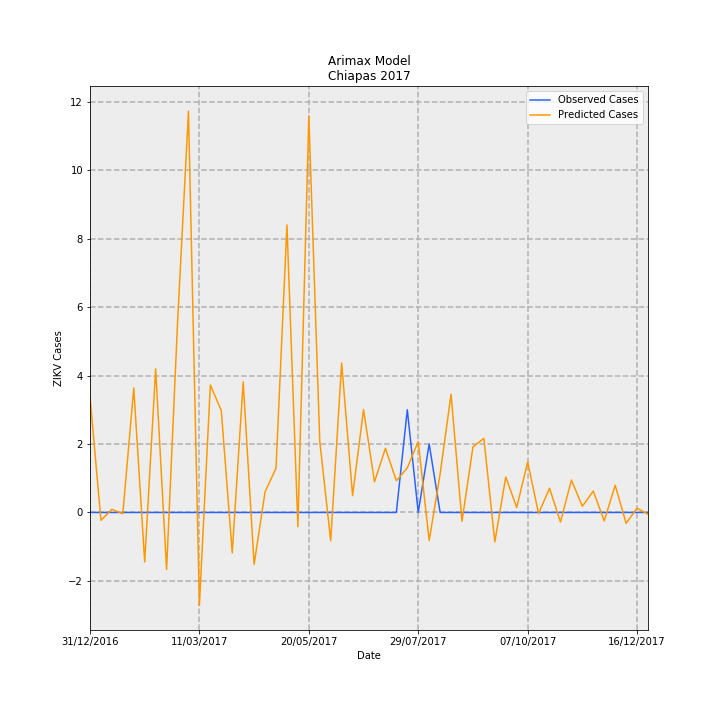 Arimax Model
Chiapas 2017
Observed Cases
Predicted Cases
ZIKV Cases
12
10
8
6
4
2
0
−2
31/12/2016 11/03/2017 20/05/2017 29/07/2017 07/10/2017 16/12/2017
Date